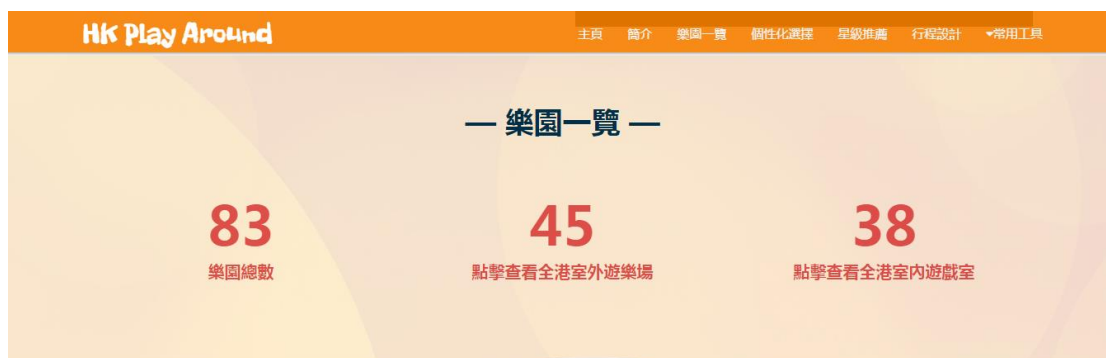 HK Play Around
主頁 簡介 樂園一覽 個性化選擇 星級推薦 行程設計 ▾常用工具
— 樂園一覽 —
83 45 38
樂園總數 點擊查看全港室外遊樂場 點擊查看全港室内遊戲室